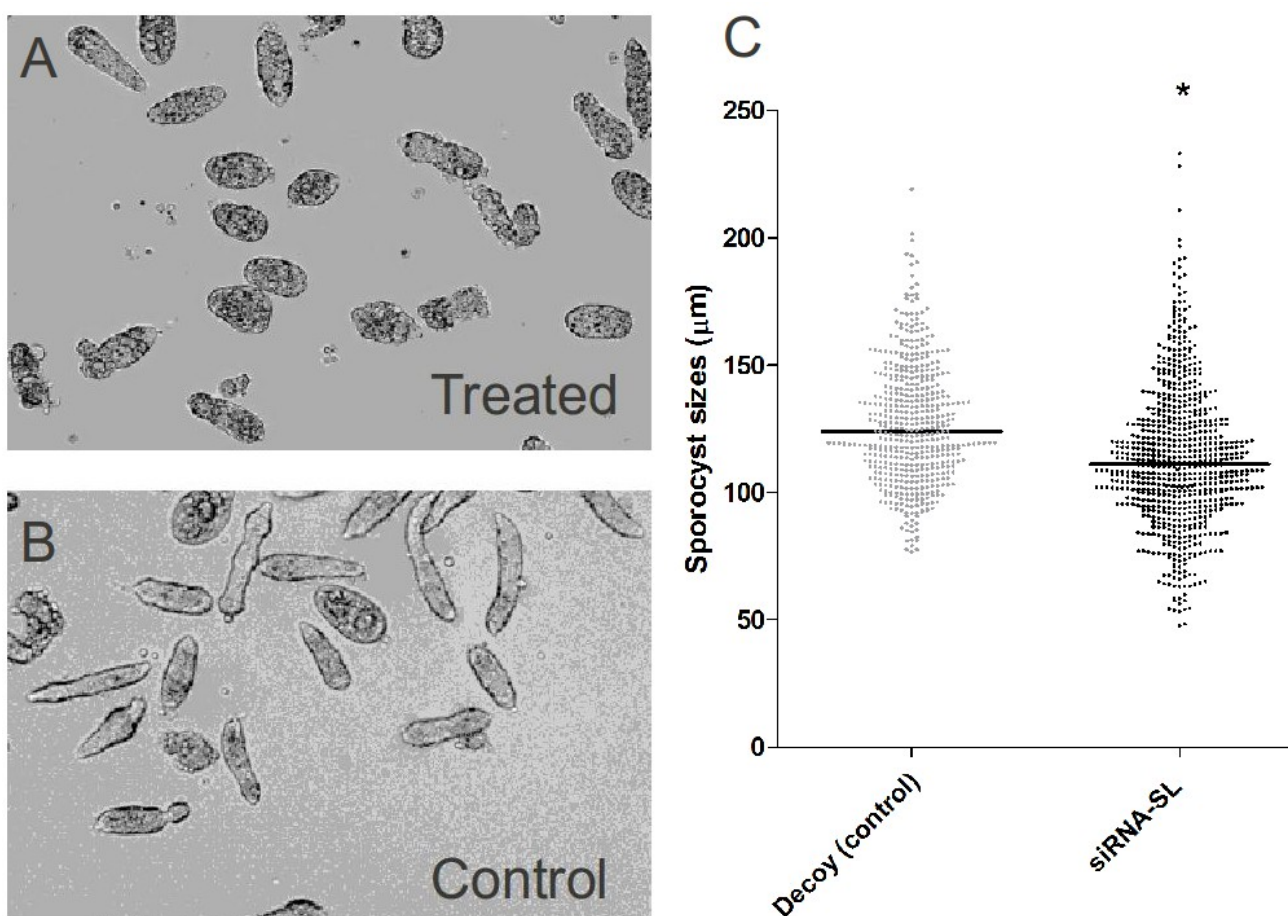 A
Treated
B
Control
C
*
Sporocyst sizes (μm)
250
200
150
100
50
0
Decoy (control)
siRNA-SL